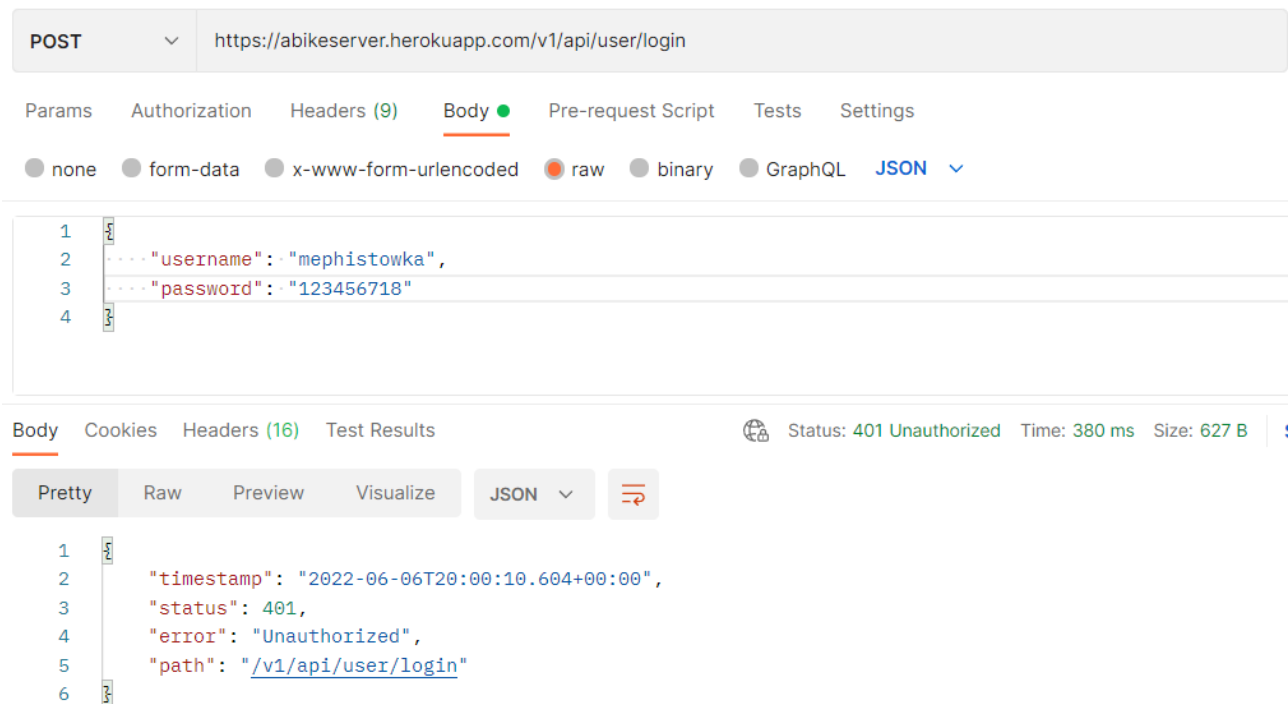 POST https://abikeserver.herokuapp.com/v1/api/user/login
Params Authorization Headers (9) Body Pre-request Script Tests Settings
none form-data x-www-form-urlencoded raw binary GraphQL JSON
1 {
2 "username": "mephistowka",
3 "password": "123456718"
4 }
Body Cookies Headers (16) Test Results Status: 401 Unauthorized Time: 380 ms Size: 627 B
Pretty Raw Preview Visualize JSON
1 {
2 "timestamp": "2022-06-06T20:00:10.604+00:00",
3 "status": 401,
4 "error": "Unauthorized",
5 "path": "/v1/api/user/login"
6 }